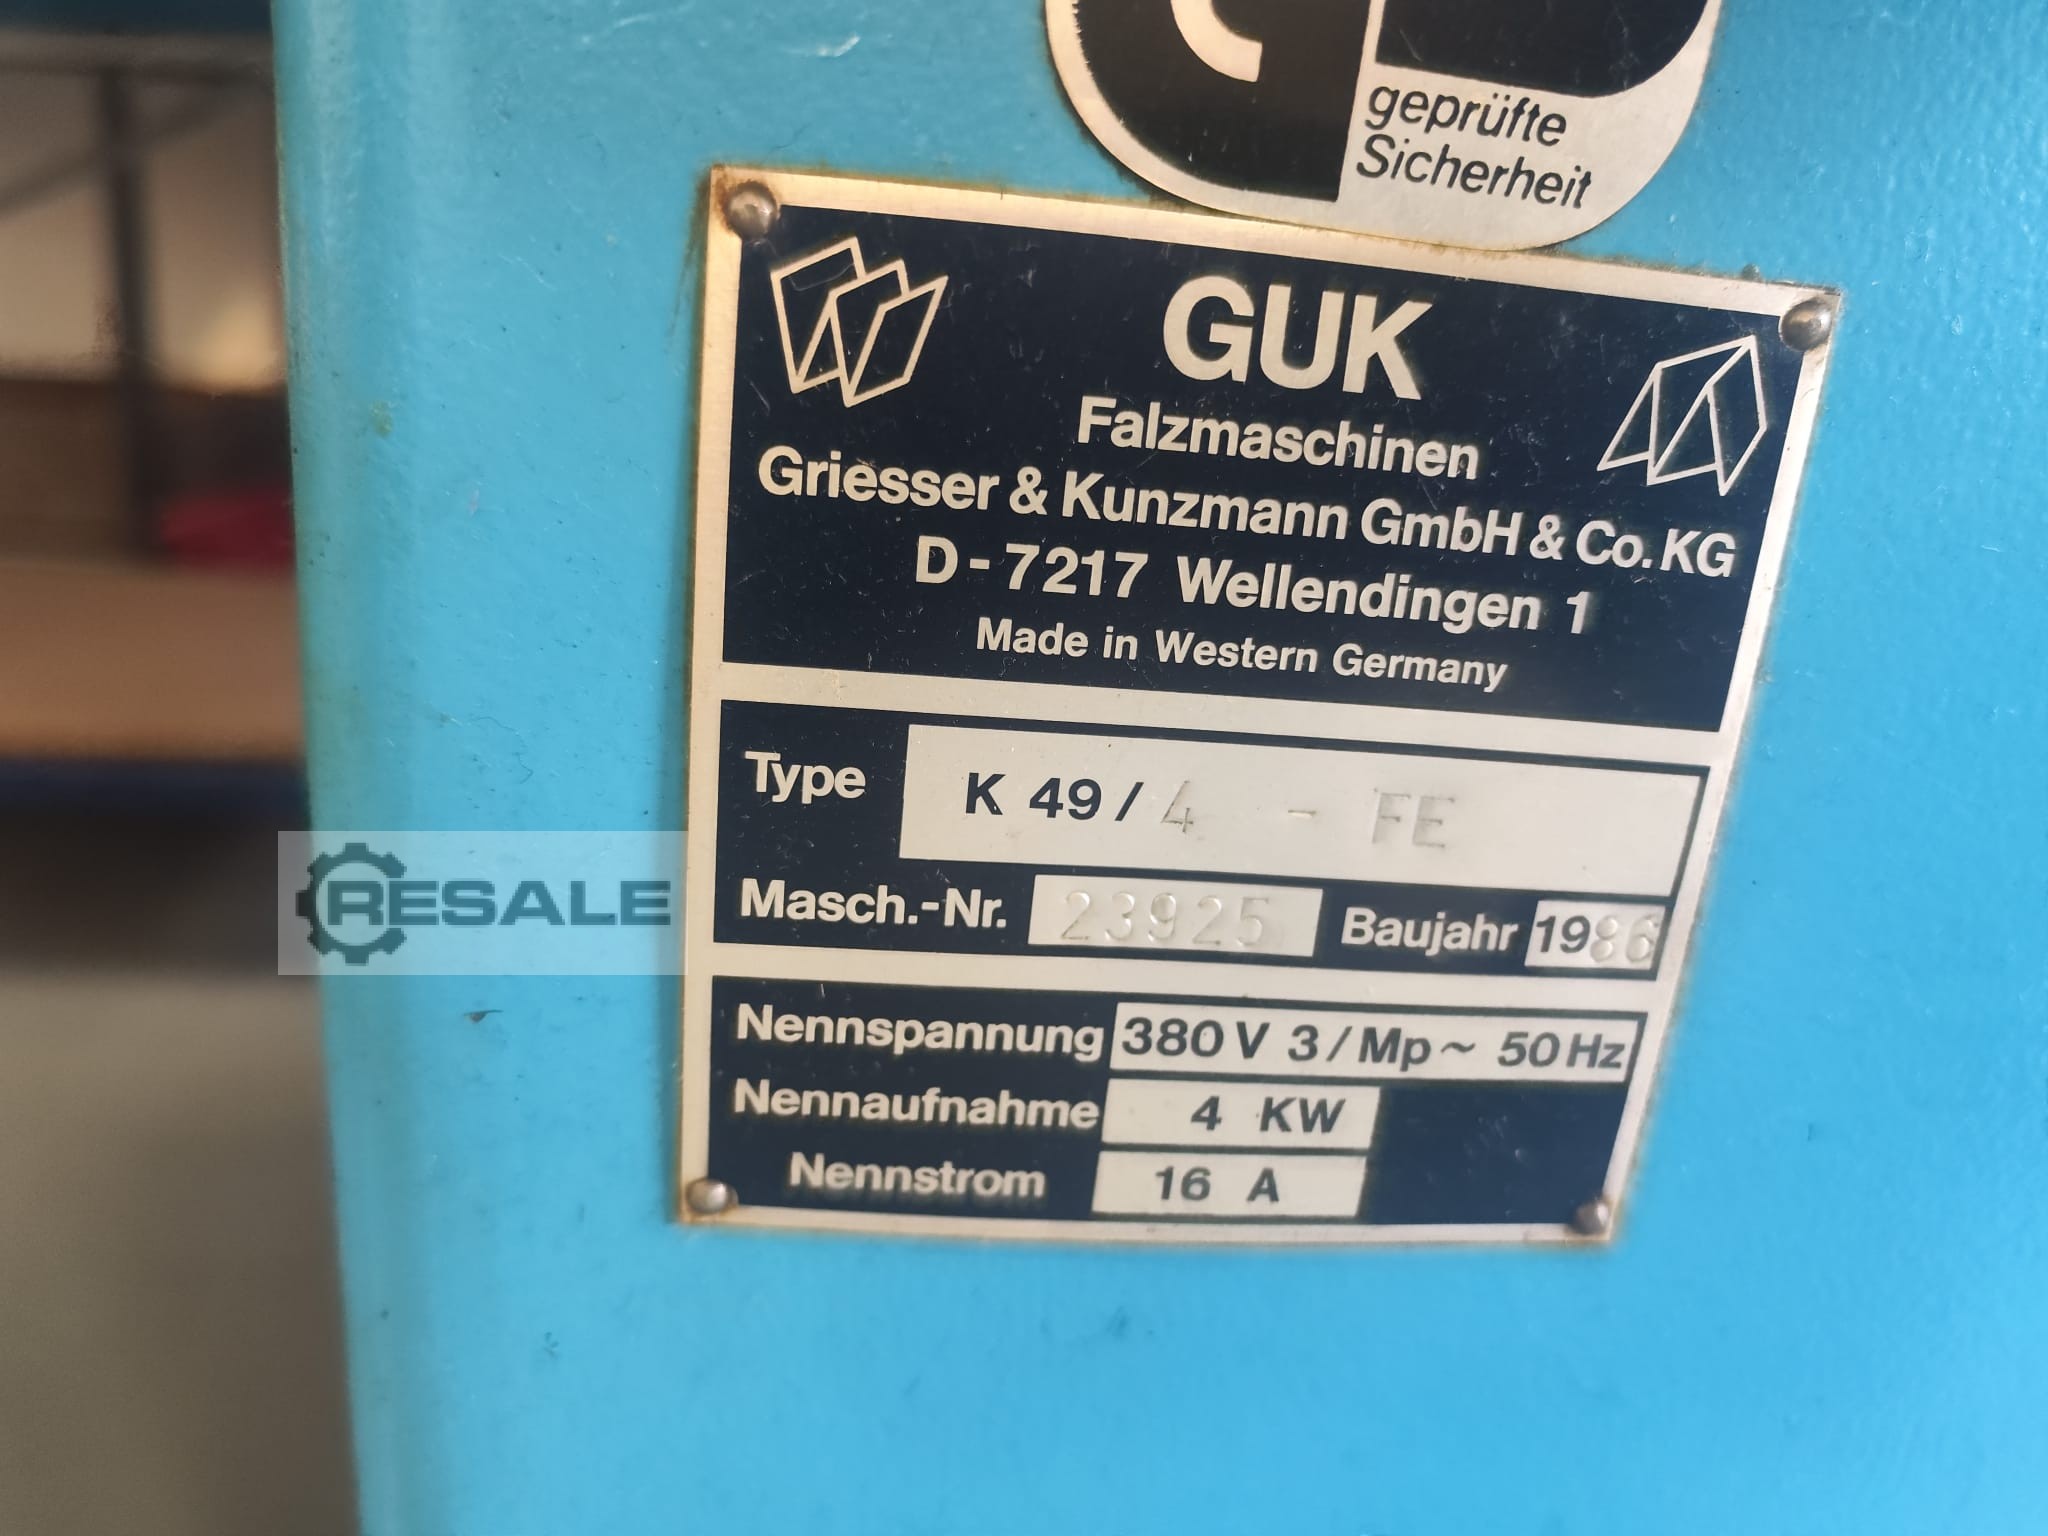 geprüfte
Sicherheit
GUK
Falzmaschinen
Griesser & Kunzmann GmbH & Co. KG
D-7217 Wellendingen 1
Made in Western Germany
Type K 49/4 - FE
Masch.-Nr. 23925 Baujahr 1986
RESALE
Nennspannung 380 V 3/Mp~ 50 Hz
Nennaufnahme 4 KW
Nennstrom 16 A